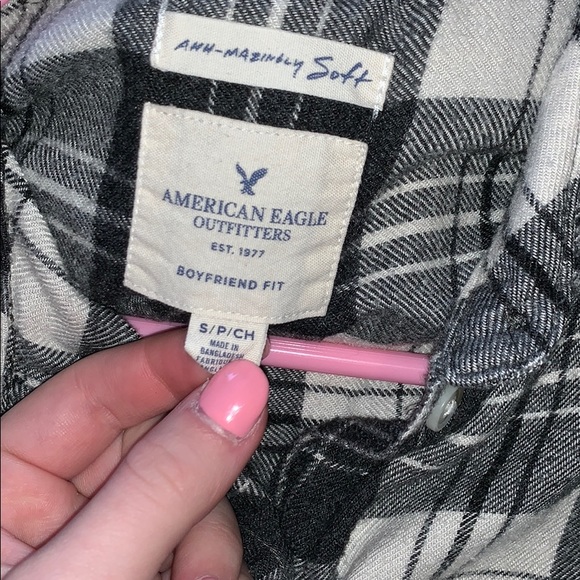 AHH-MAZINGLY Soft
AMERICAN EAGLE
OUTFITTERS
EST. 1977
BOYFRIEND FIT
S/P/CH
MADE IN
BANGLADESH